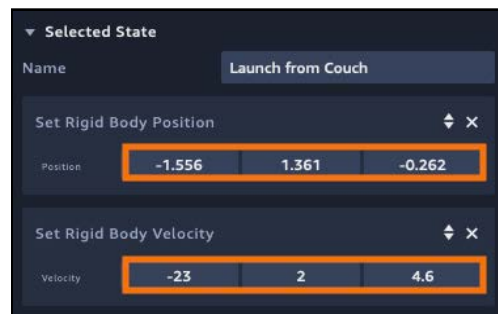 Selected State
Name Launch from Couch
Set Rigid Body Position
Position -1.556 1.361 -0.262
Set Rigid Body Velocity
Velocity -23 2 4.6